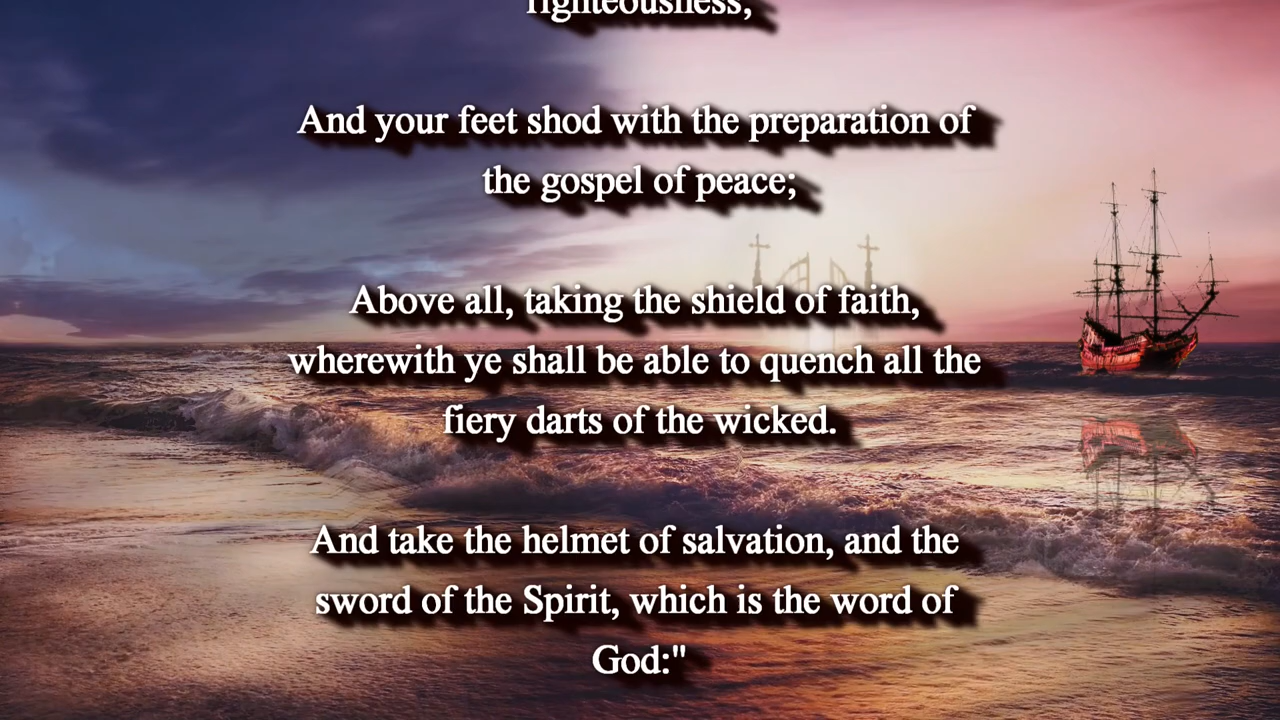 righteousness;
And your feet shod with the preparation of
the gospel of peace;
Above all, taking the shield of faith,
wherewith ye shall be able to quench all the
fiery darts of the wicked.
And take the helmet of salvation, and the
sword of the Spirit, which is the word of
God:"